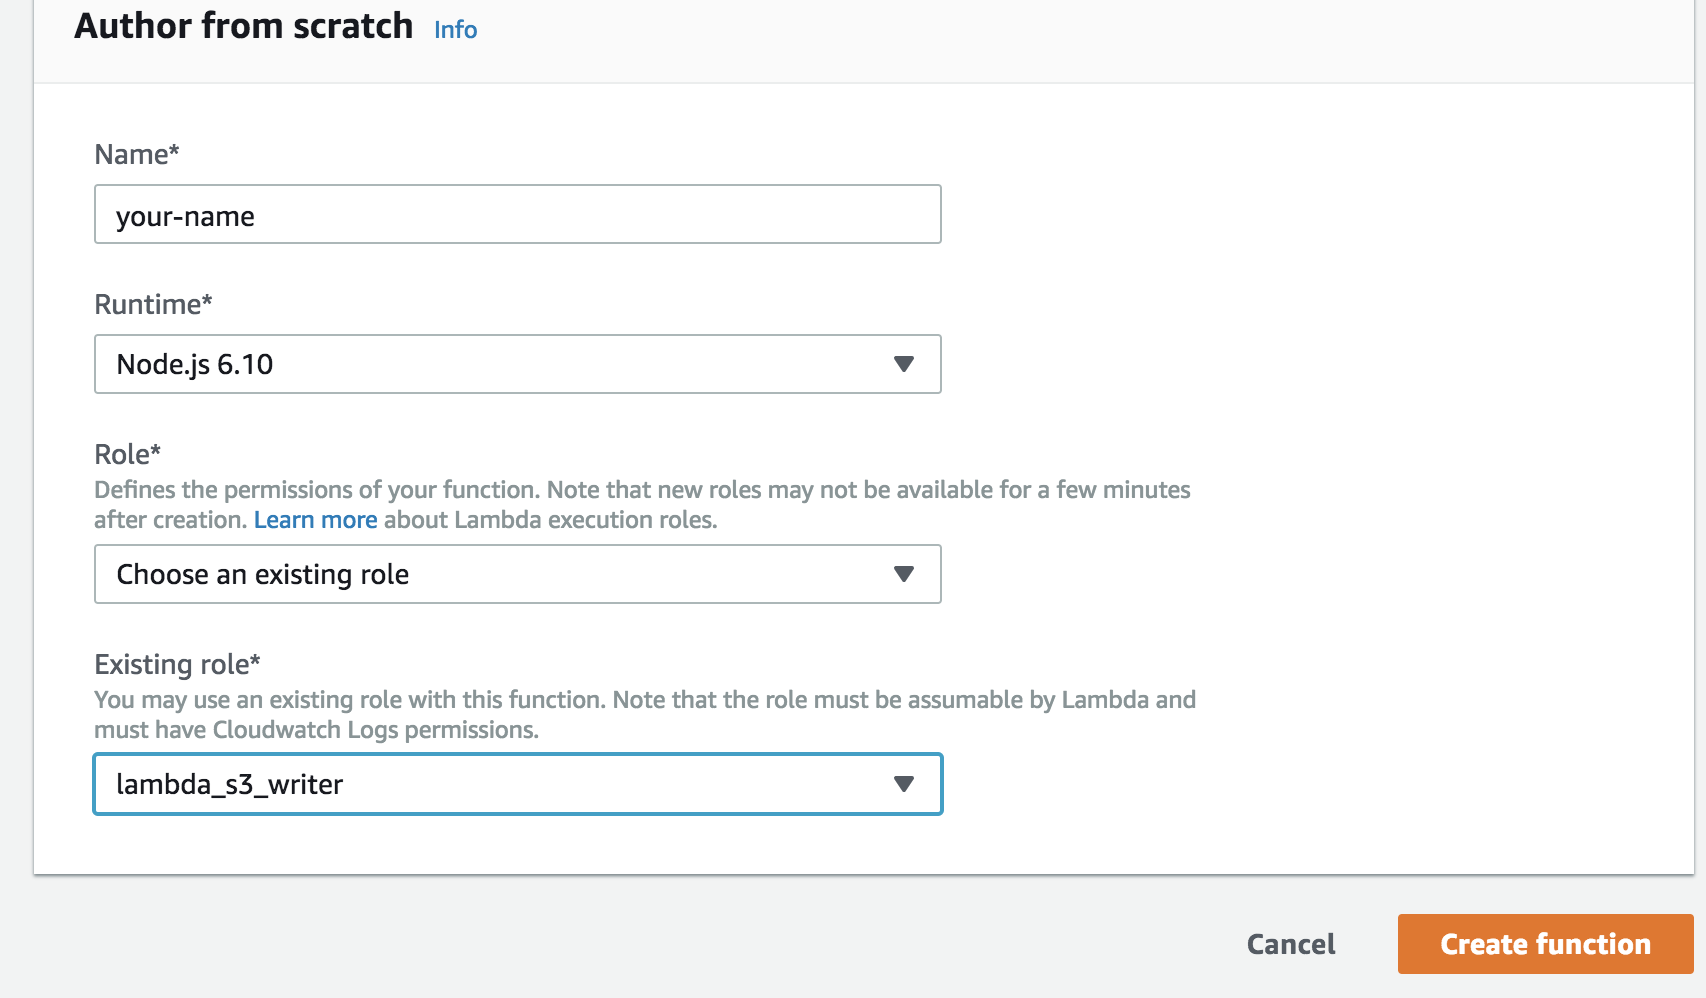 Author from scratch Info
Name*
your-name
Runtime*
Node.js 6.10
Role*
Defines the permissions of your function. Note that new roles may not be available for a few minutes
after creation. Learn more about Lambda execution roles.
Choose an existing role
Existing role*
You may use an existing role with this function. Note that the role must be assumable by Lambda and
must have Cloudwatch Logs permissions.
lambda_s3_writer
Cancel Create function